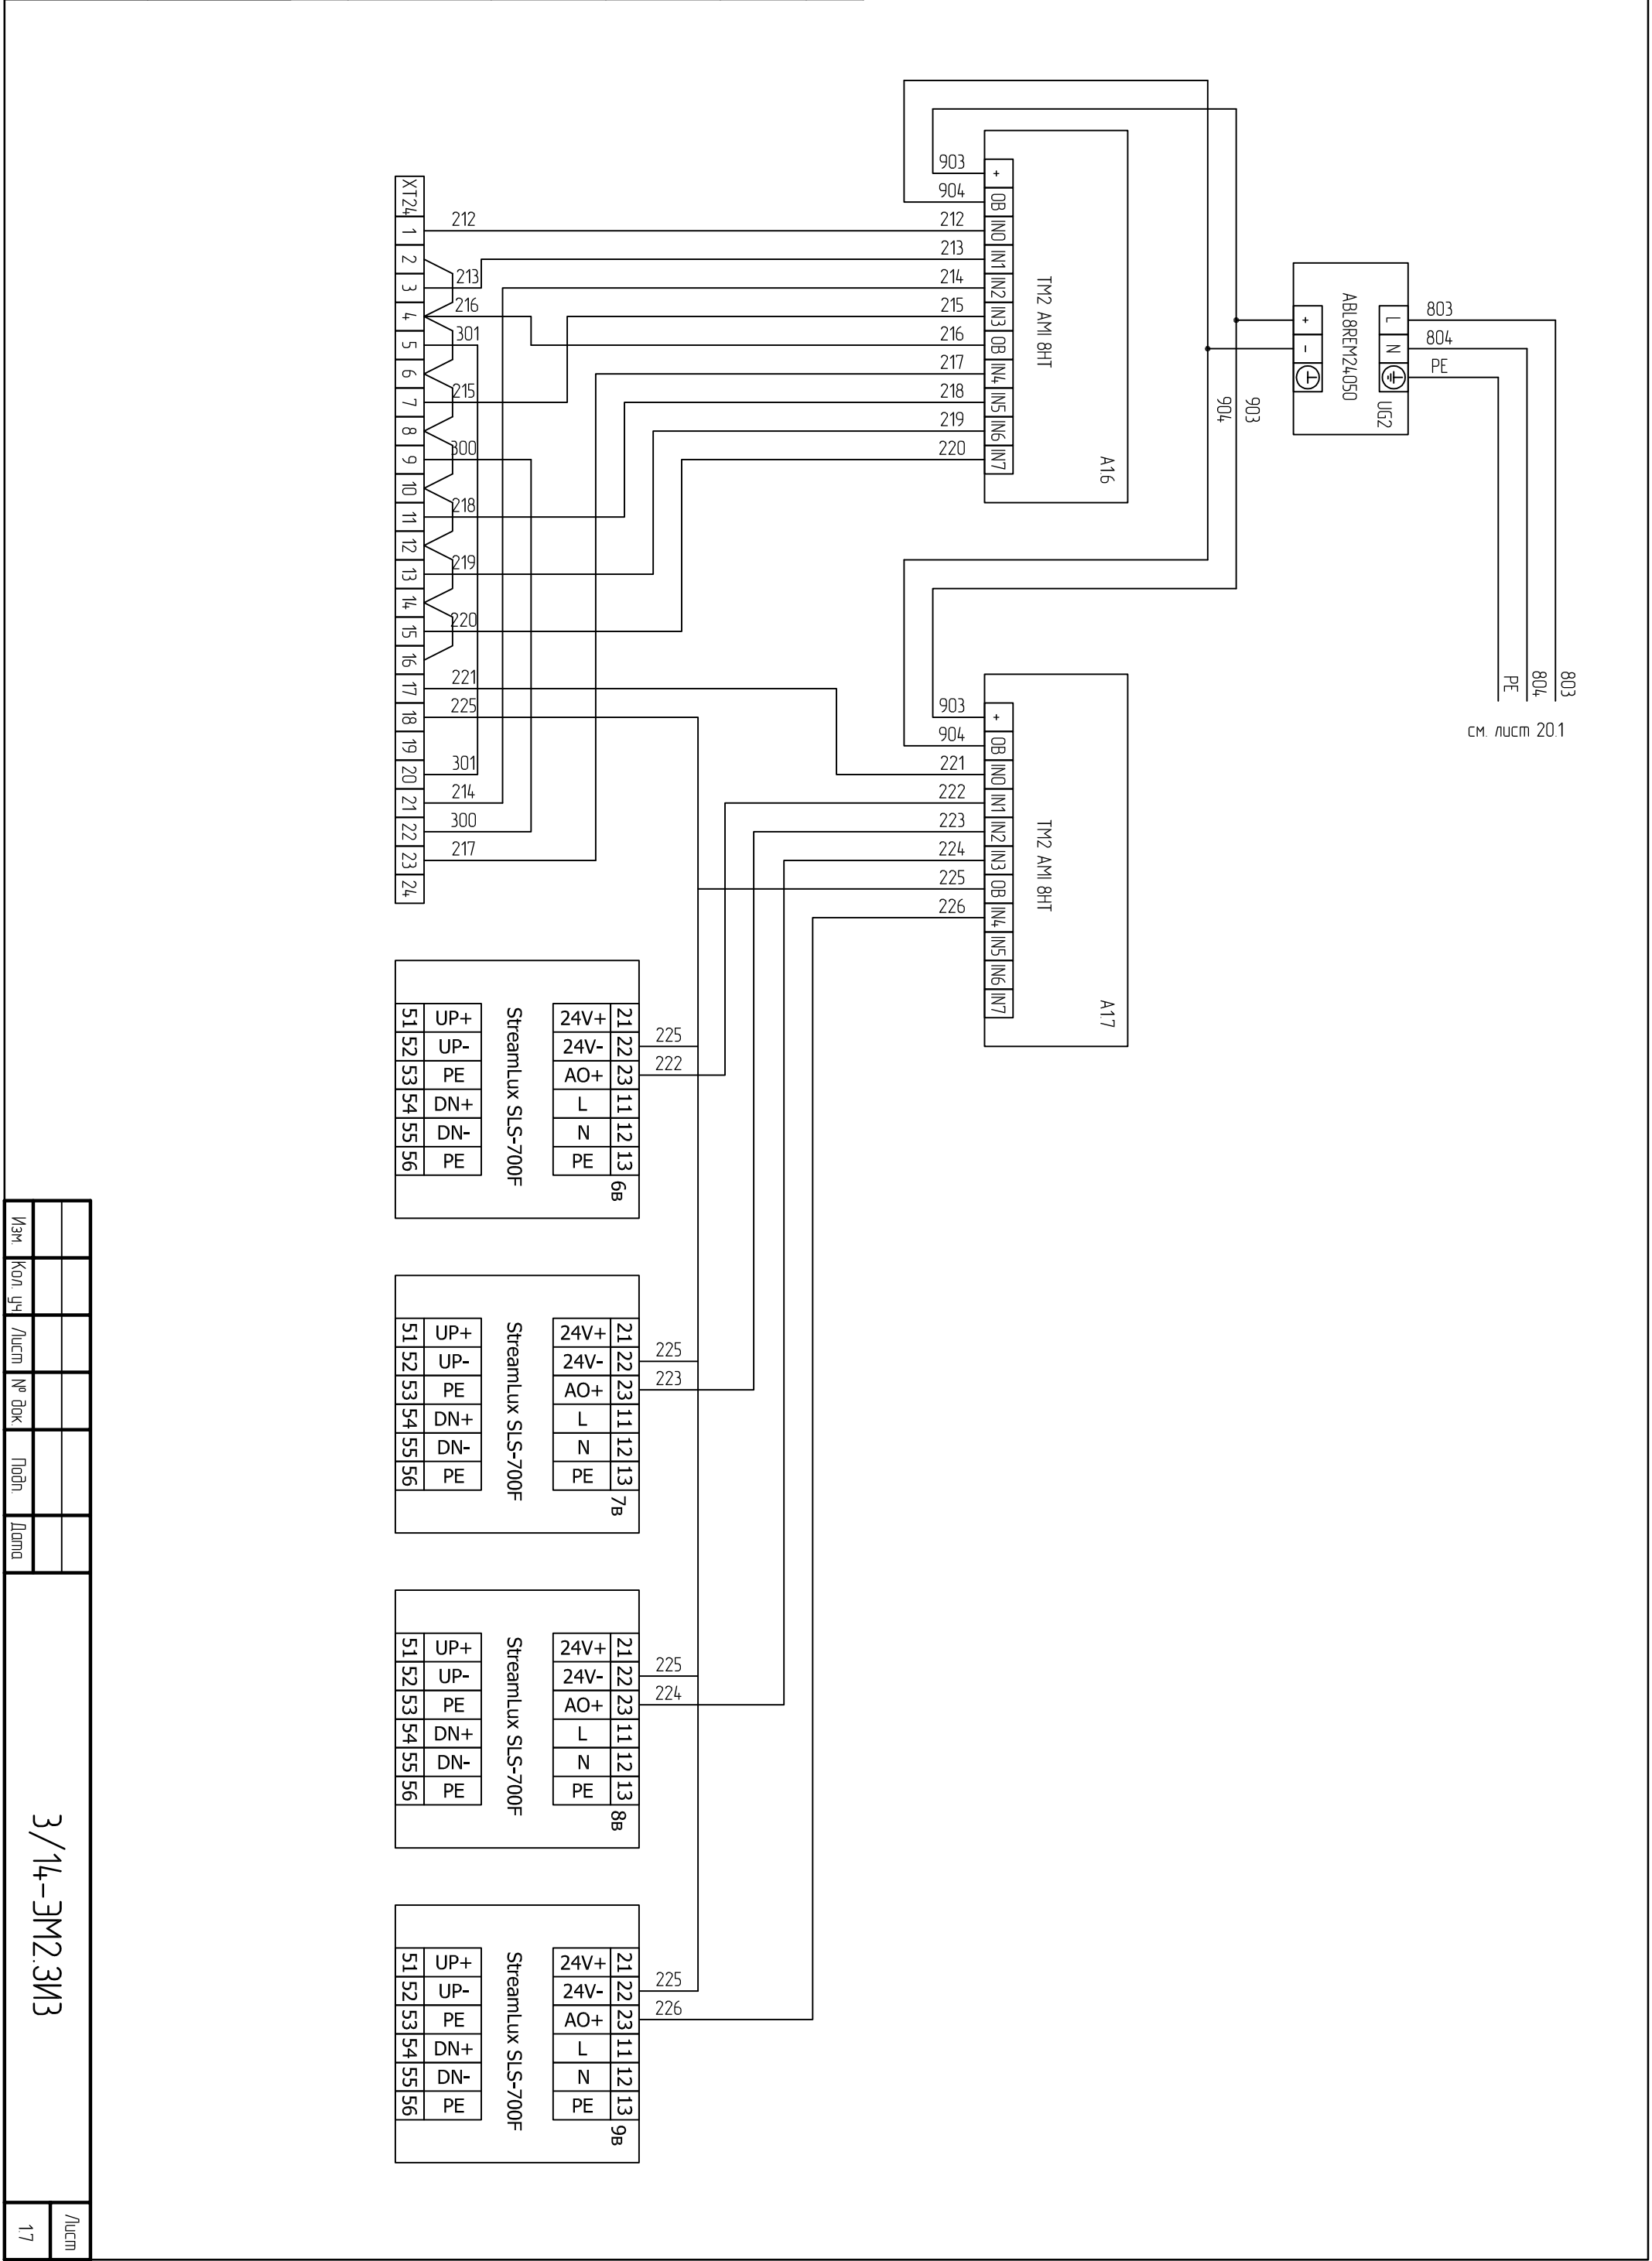 803
804
PE
см. лист 20.1
L
N
803
804
PE
UG2
ABL8REM24050
+
-
903
904
A1.6
TM2 AMI 8HT
+
0В
IN0
IN1
IN2
IN3
0В
IN4
IN5
IN6
IN7
903
904
212
213
214
215
216
217
218
219
220
A1.7
TM2 AMI 8HT
+
0В
IN0
IN1
IN2
IN3
0В
IN4
IN5
IN6
IN7
903
904
221
222
223
224
225
226
212
213
216
301
215
300
218
219
220
221
225
301
214
300
217
XT24
1
2
3
4
5
6
7
8
9
10
11
12
13
14
15
16
17
18
19
20
21
22
23
24
225
222
21 22 23 11 12 13
6в
24V+ 24V- AO+ L N PE
StreamLux SLS-700F
UP+ UP- PE DN+ DN- PE
51 52 53 54 55 56
225
223
21 22 23 11 12 13
7в
24V+ 24V- AO+ L N PE
StreamLux SLS-700F
UP+ UP- PE DN+ DN- PE
51 52 53 54 55 56
225
224
21 22 23 11 12 13
8в
24V+ 24V- AO+ L N PE
StreamLux SLS-700F
UP+ UP- PE DN+ DN- PE
51 52 53 54 55 56
225
226
21 22 23 11 12 13
9в
24V+ 24V- AO+ L N PE
StreamLux SLS-700F
UP+ UP- PE DN+ DN- PE
51 52 53 54 55 56
Изм. Кол. уч Лист № док. Подп. Дата
3/14-ЭМ2.ЭИЗ
Лист
1.7